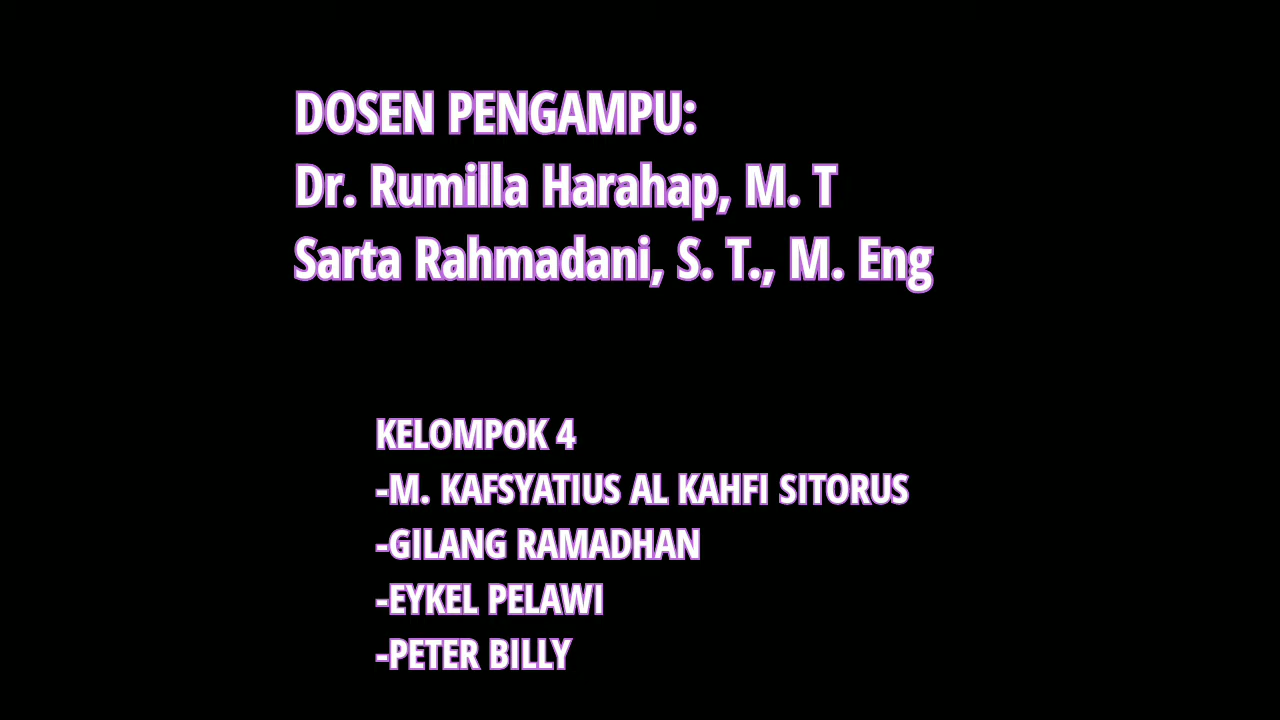 DOSEN PENGAMPU:
Dr. Rumilla Harahap, M. T
Sarta Rahmadani, S. T., M. Eng
KELOMPOK 4
-M. KAFSYATIUS AL KAHFI SITORUS
-GILANG RAMADHAN
-EYKEL PELAWI
-PETER BILLY